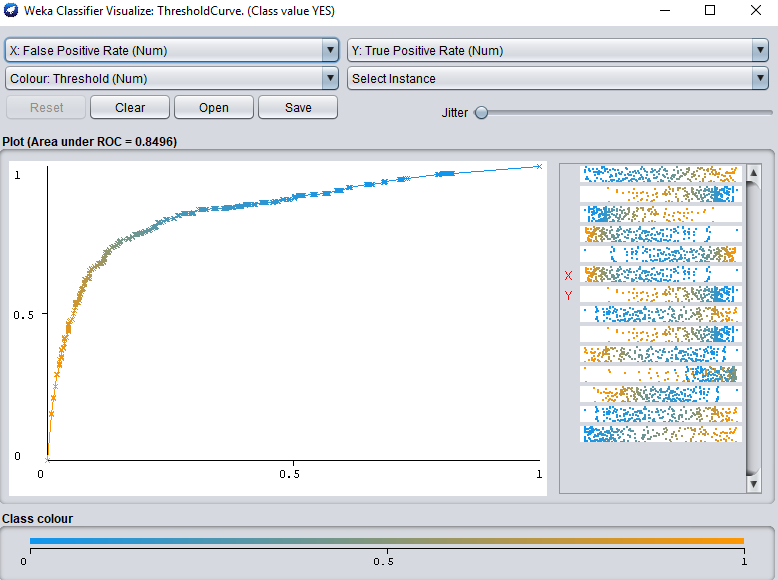 Weka Classifier Visualize: ThresholdCurve. (Class value YES)
X: False Positive Rate (Num) Y: True Positive Rate (Num)
Colour: Threshold (Num) Select Instance
Reset Clear Open Save Jitter
Plot (Area under ROC = 0.8496)
1
0.5
0
0 0.5 1
X
Y
Class colour
0 0.5 1